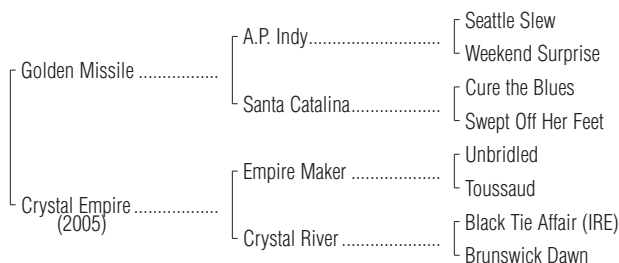 Seattle Slew
A.P. Indy..............................
Weekend Surprise
Golden Missile ..................
Cure the Blues
Santa Catalina....................
Swept Off Her Feet
Unbridled
Empire Maker ....................
Toussaud
Crystal Empire ...................
(2005)
Black Tie Affair (IRE)
Crystal River ......................
Brunswick Dawn